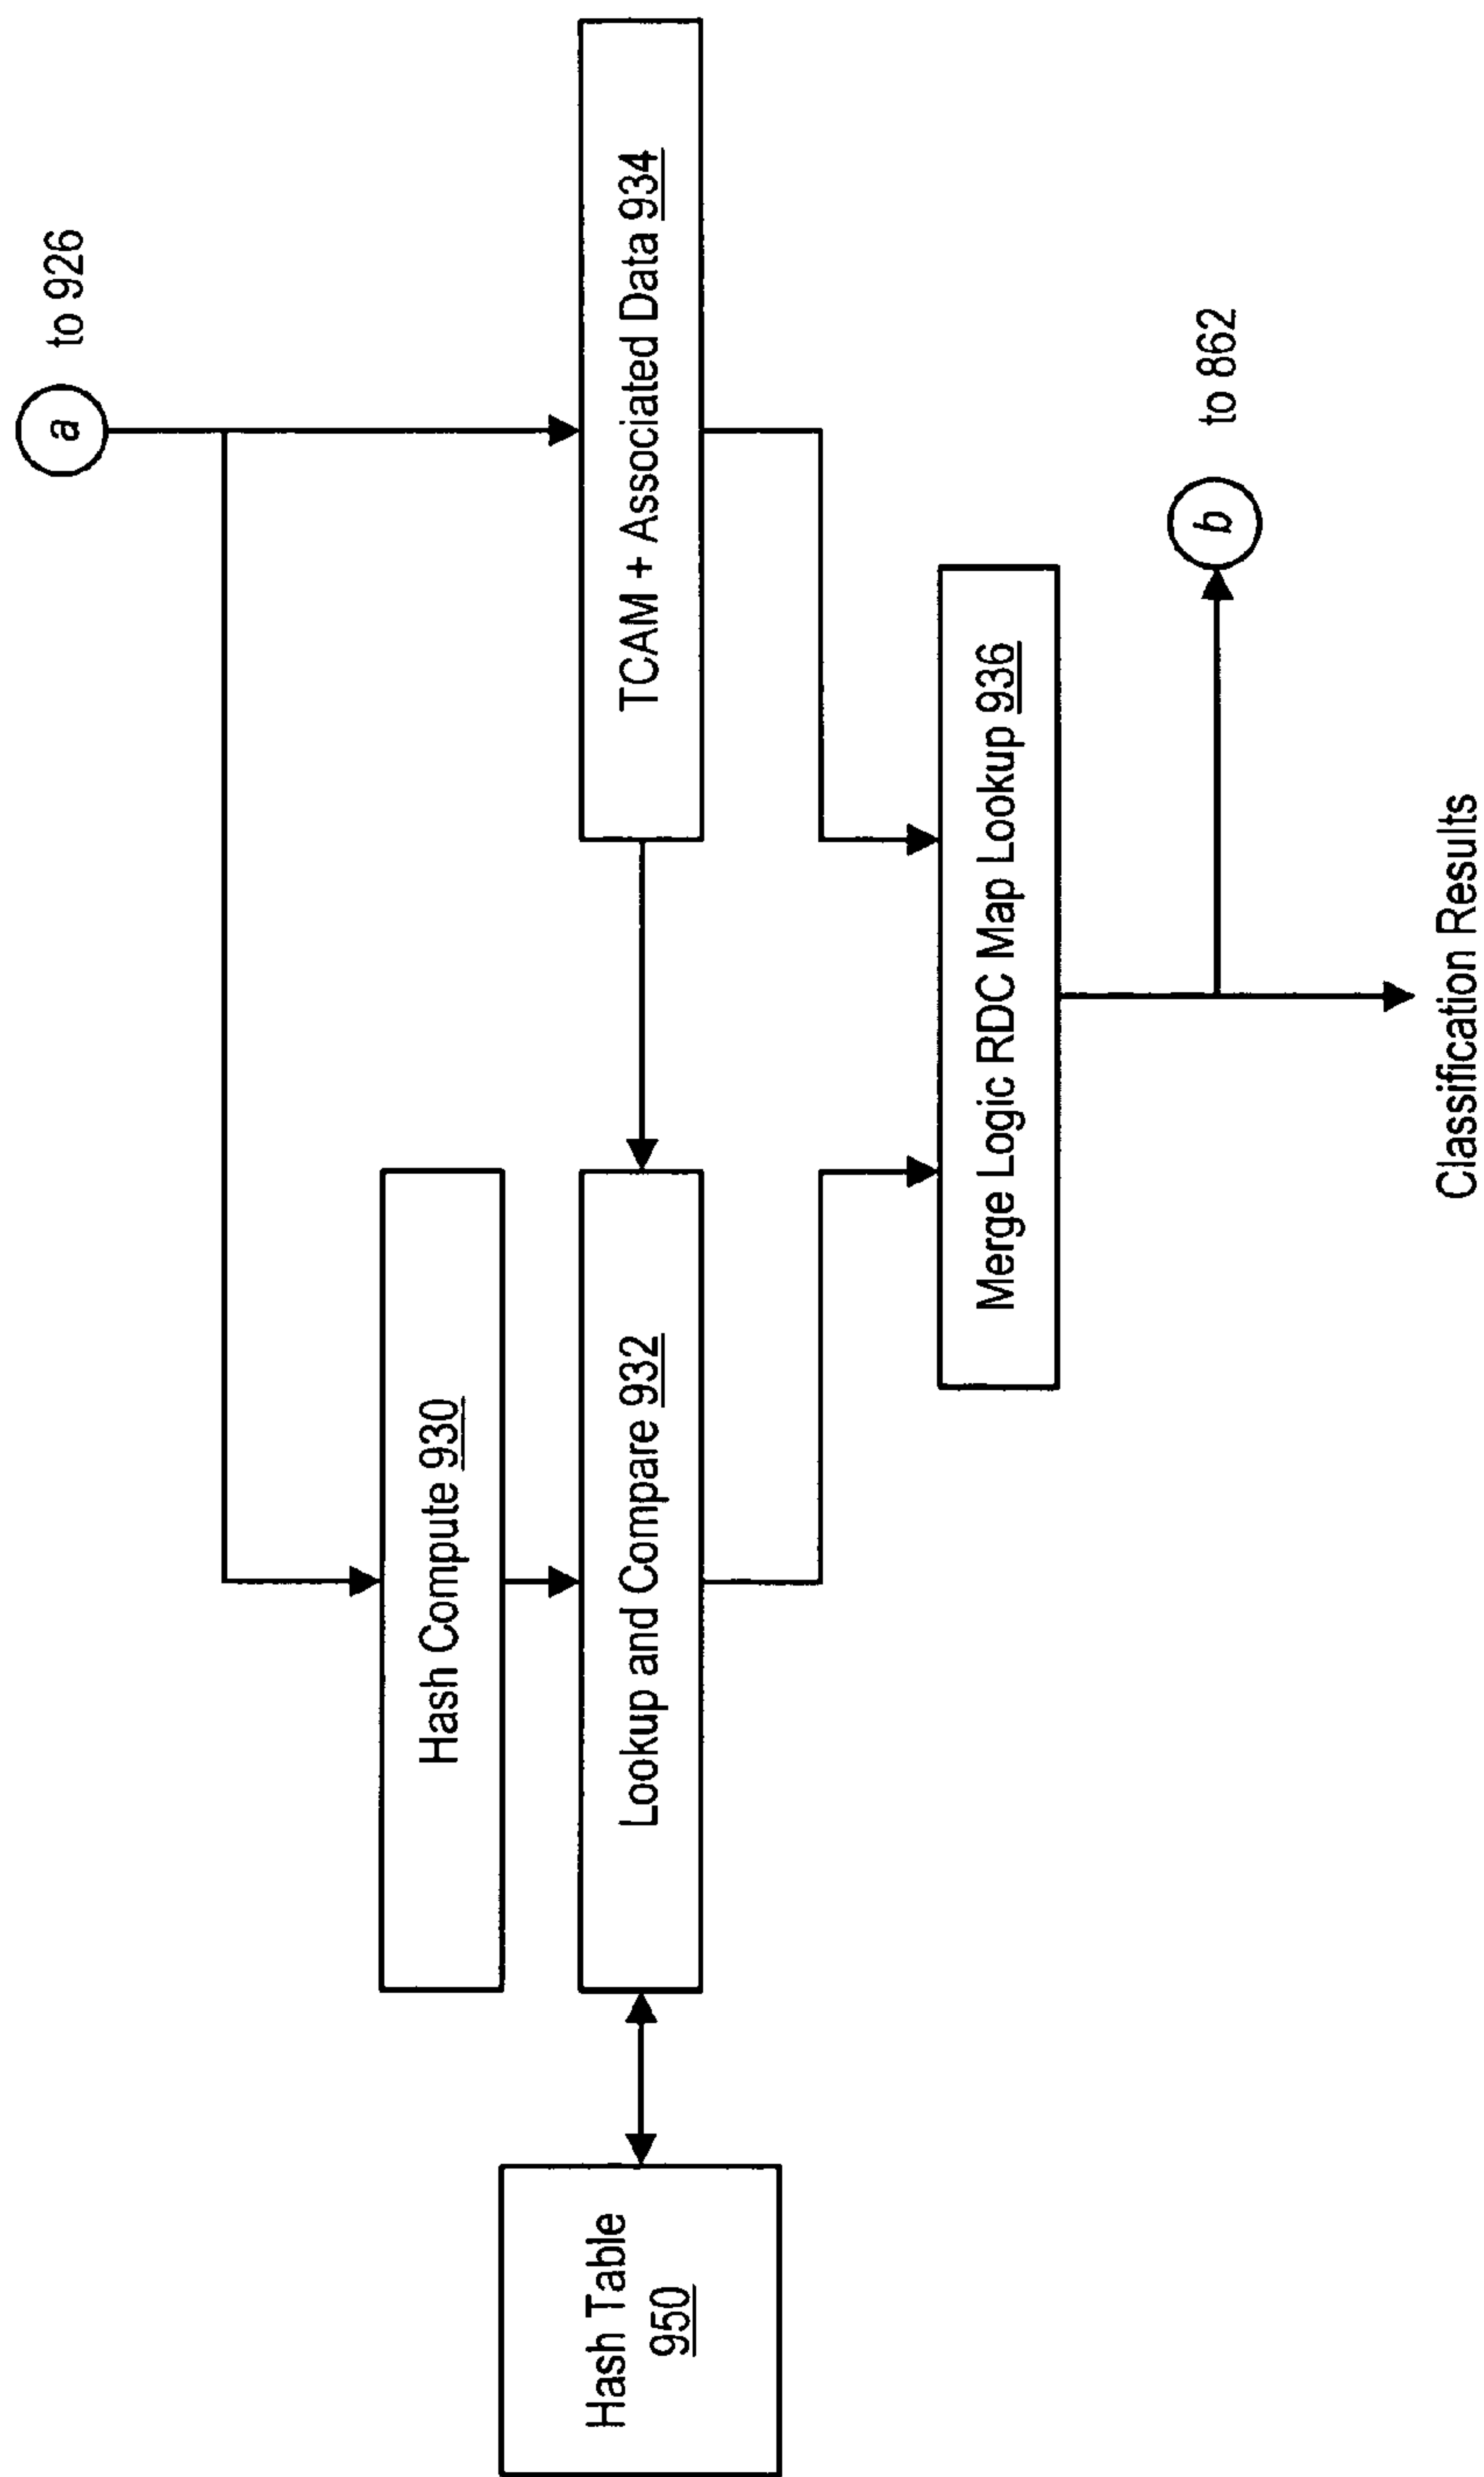 a
to 926
Hash Compute 930
Hash Table
950
Lookup and Compare 932
TCAM + Associated Data 934
Merge Logic RDC Map Lookup 936
b
to 862
Classification Results